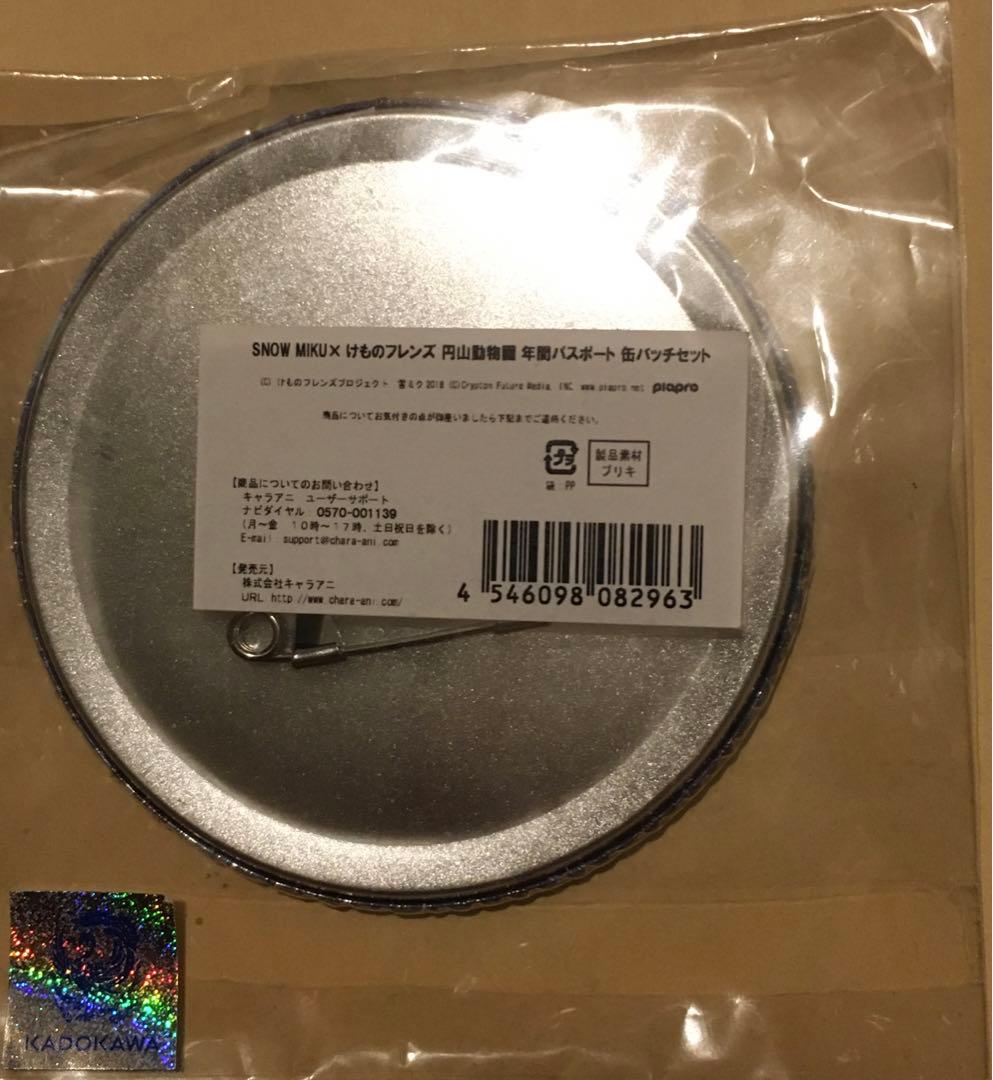 SNOW MIKU× けものフレンズ 円山動物園 年間パスポート 缶バッチセット
(C) けものフレンズプロジェクト 雪ミク 2018 (C)Crypton Future Media, INC. www.piapro.net piapro
商品についてお気付きの点が御座いましたら下記までご連絡ください。
プラ
袋 PP
製品素材
ブリキ
【商品についてのお問い合わせ】
キャラアニ ユーザーサポート
ナビダイヤル 0570-001139
(月～金 10時～17時、土日祝日を除く)
E-mail support@chara-ani.com
【発売元】
株式会社キャラアニ
URL http://www.chara-ani.com/
4 546098 082963
KADOKAWA